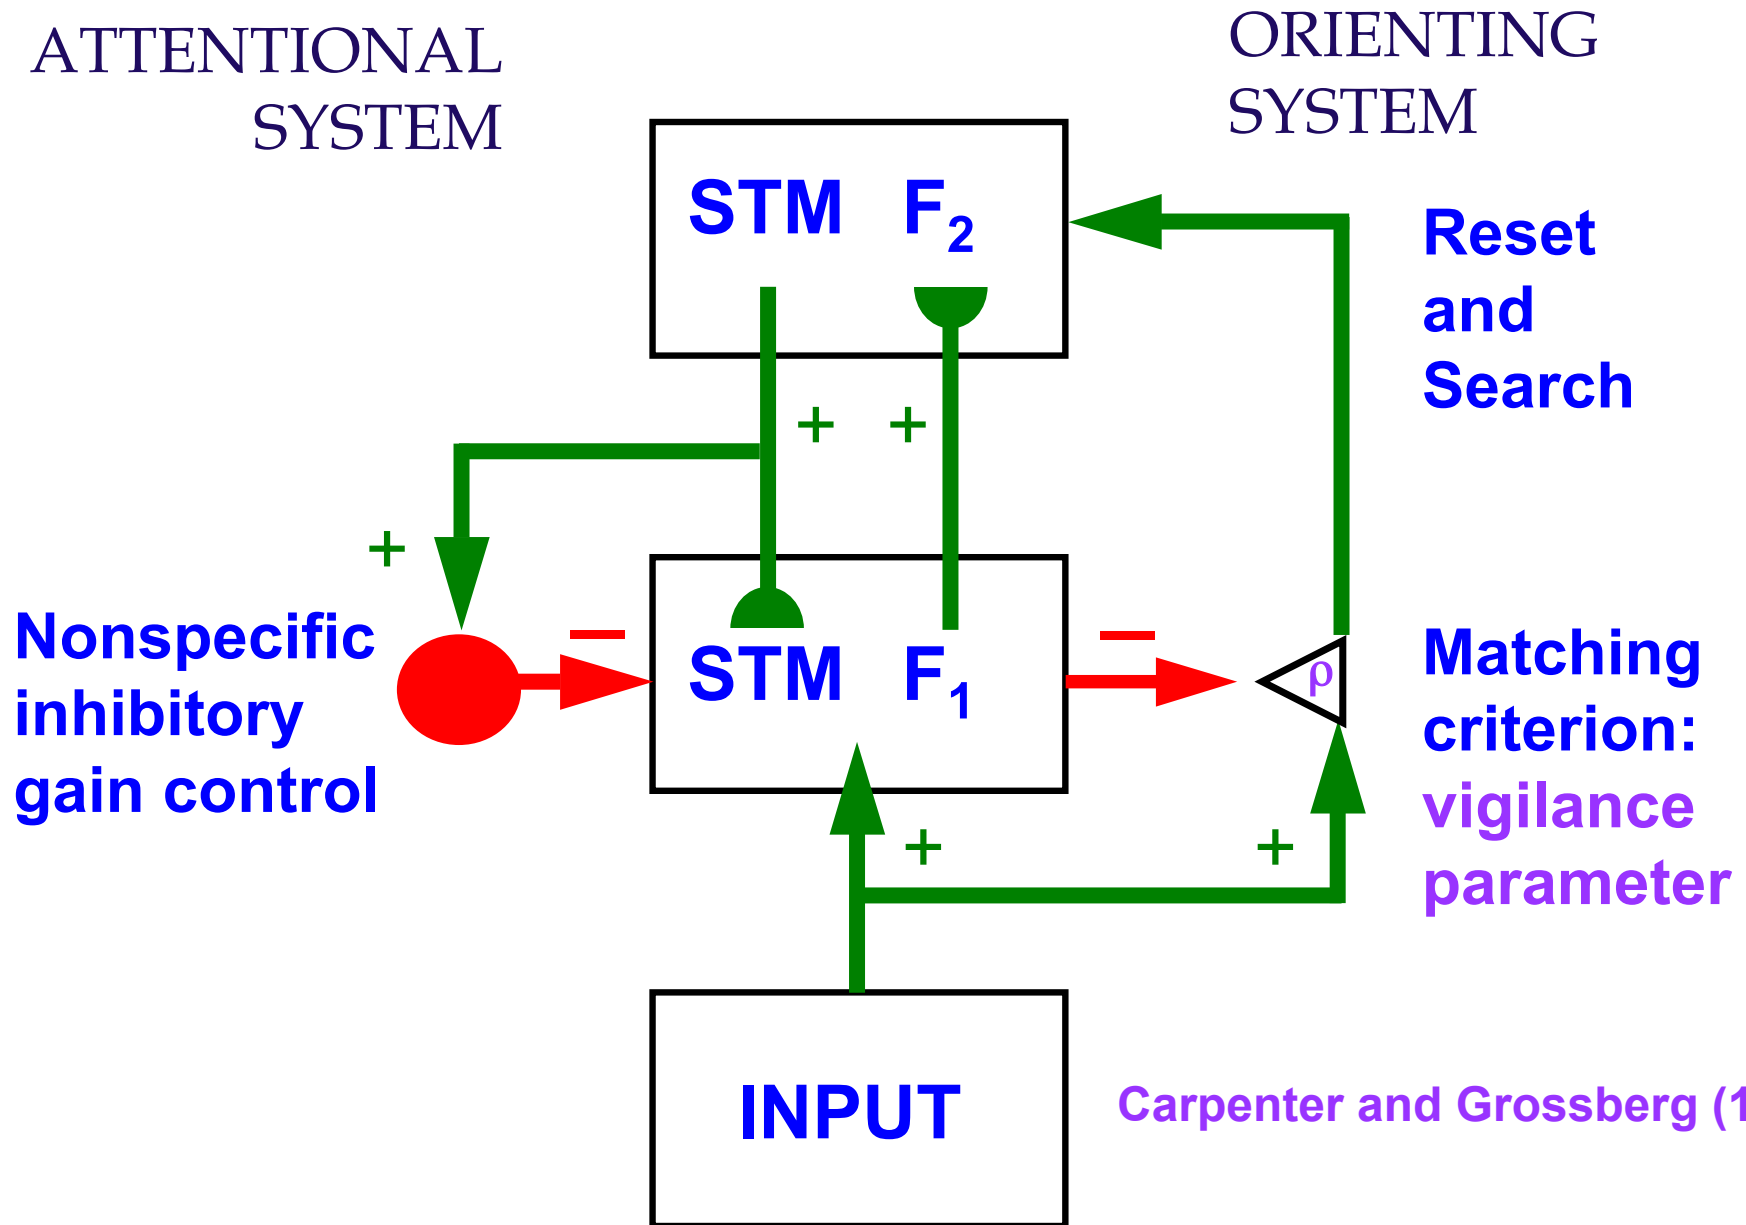 ATTENTIONAL
SYSTEM
ORIENTING
SYSTEM
STM F₂
Reset
and
Search
+ +
+
Nonspecific
inhibitory
gain control
−
STM F₁
−
ρ
Matching
criterion:
vigilance
parameter
+ +
INPUT
Carpenter and Grossberg (1